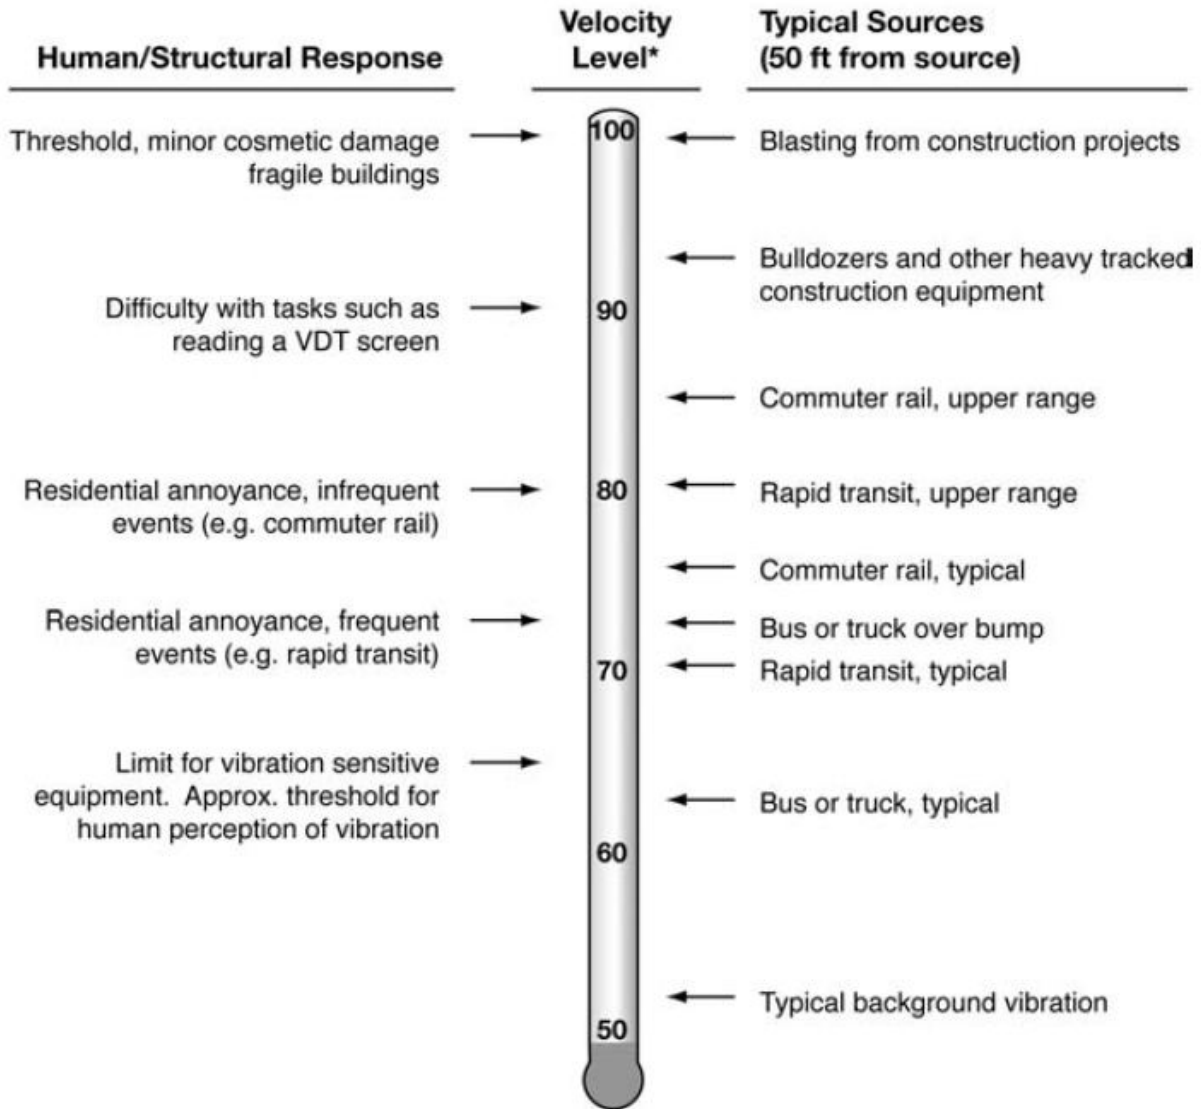 Human/Structural Response
Velocity
Level*
Typical Sources
(50 ft from source)
Threshold, minor cosmetic damage
fragile buildings
100
Blasting from construction projects
Bulldozers and other heavy tracked
construction equipment
Difficulty with tasks such as
reading a VDT screen
90
Commuter rail, upper range
Residential annoyance, infrequent
events (e.g. commuter rail)
80
Rapid transit, upper range
Commuter rail, typical
Residential annoyance, frequent
events (e.g. rapid transit)
Bus or truck over bump
70
Rapid transit, typical
Limit for vibration sensitive
equipment. Approx. threshold for
human perception of vibration
Bus or truck, typical
60
Typical background vibration
50